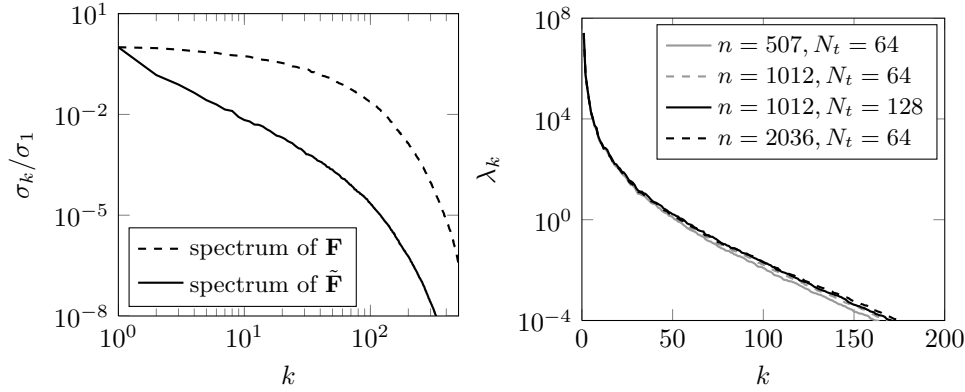 10^1
10^-2
10^-5
10^-8
σ_k/σ_1
10^0
10^1
10^2
k
spectrum of F
spectrum of F̃
10^8
10^4
10^0
10^-4
λ_k
0
50
100
150
200
k
n = 507, N_t = 64
n = 1012, N_t = 64
n = 1012, N_t = 128
n = 2036, N_t = 64